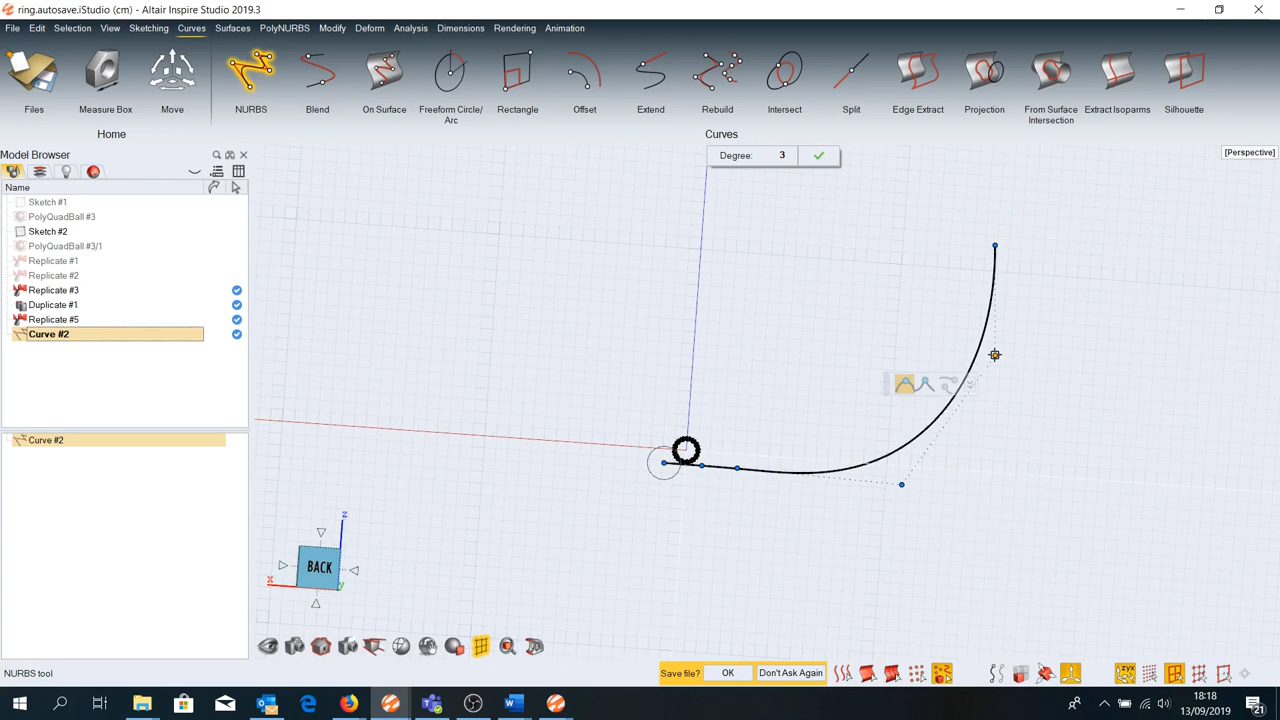 ring.autosave.iStudio (cm) - Altair Inspire Studio 2019.3
File Edit Selection View Sketching Curves Surfaces PolyNURBS Modify Deform Analysis Dimensions Rendering Animation
Files Measure Box Move NURBS Blend On Surface Freeform Circle/ Arc Rectangle Offset Extend Rebuild Intersect Split Edge Extract Projection From Surface Intersection Extract Isoparms Silhouette
Home Curves
Model Browser
Degree: 3
[Perspective]
Name
Sketch #1
PolyQuadBall #3
Sketch #2
PolyQuadBall #3/1
Replicate #1
Replicate #2
Replicate #3
Duplicate #1
Replicate #5
Curve #2
Curve #2
z
BACK
x
y
NURBS tool
Save file? OK Don't Ask Again
zyx
18:18
13/09/2019
21